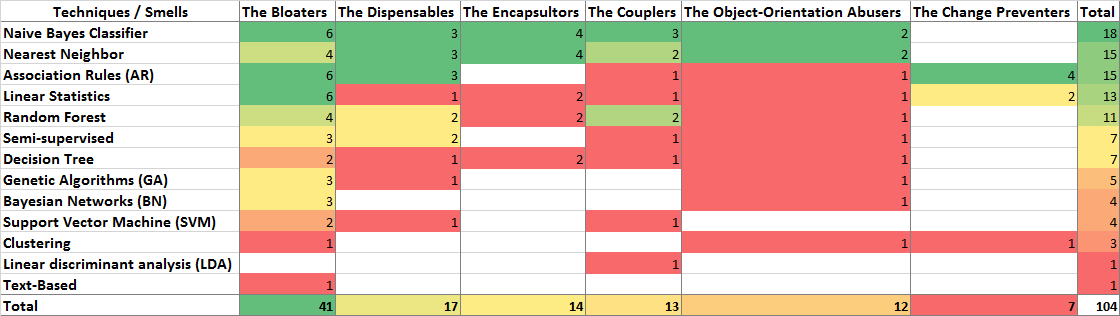 Techniques / Smells The Bloaters The Dispensables The Encapsultors The Couplers The Object-Orientation Abusers The Change Preventers Total
Naive Bayes Classifier 6 3 4 3 2 18
Nearest Neighbor 4 3 4 2 2 15
Association Rules (AR) 6 3 1 1 4 15
Linear Statistics 6 1 2 1 1 2 13
Random Forest 4 2 2 2 1 11
Semi-supervised 3 2 1 1 7
Decision Tree 2 1 2 1 1 7
Genetic Algorithms (GA) 3 1 1 5
Bayesian Networks (BN) 3 1 4
Support Vector Machine (SVM) 2 1 1 4
Clustering 1 1 1 3
Linear discriminant analysis (LDA) 1 1
Text-Based 1 1
Total 41 17 14 13 12 7 104